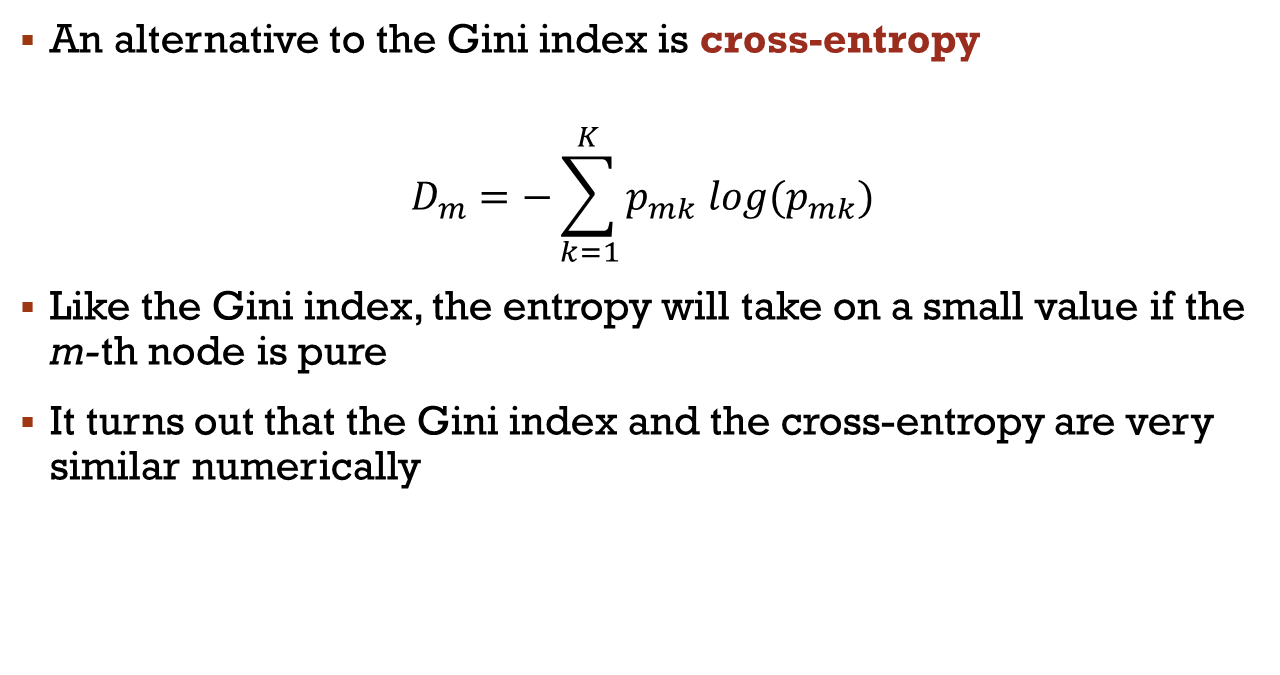 ▪ An alternative to the Gini index is cross-entropy
K
D_m = − ∑ p_mk log(p_mk)
k=1
▪ Like the Gini index, the entropy will take on a small value if the
m-th node is pure
▪ It turns out that the Gini index and the cross-entropy are very
similar numerically